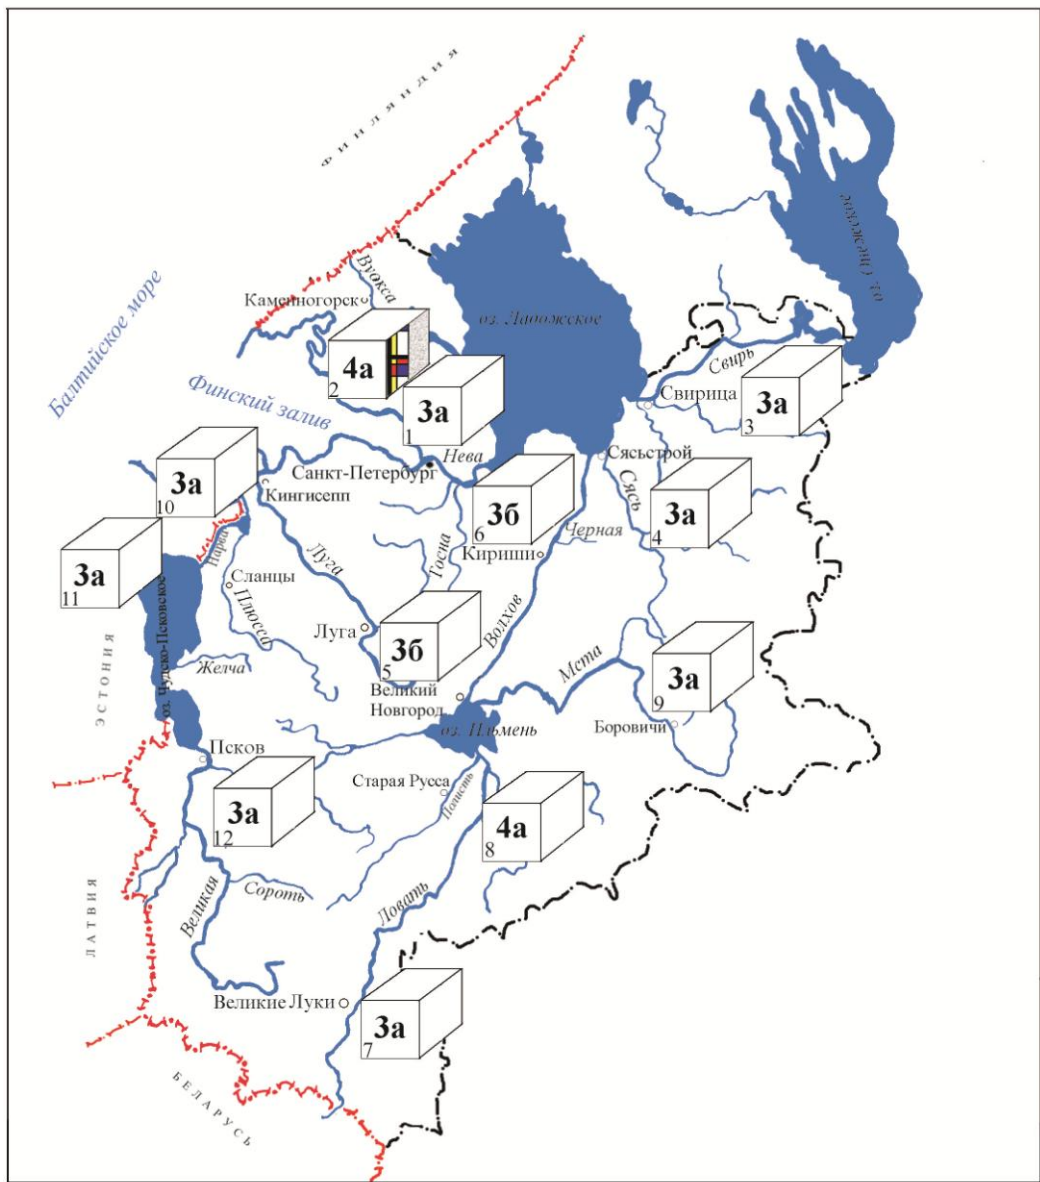 ФИНЛЯНДИЯ
оз. Онежское
Вуокса
Балтийское море
Каменногорск
оз. Ладожское
Свирь
4а
2
Финский залив
3а
1
Свирица
3а
3
Нева
Санкт-Петербург
Сясьстрой
3а
10
Кингисепп
Сясь
3б
6
Черная
3а
4
Кириши
Нарва
Луга
Тосна
3а
11
Сланцы
Плюсса
Волхов
Луга
3б
5
ЭСТОНИЯ
оз. Чудско-Псковское
Желча
Мста
3а
9
Великий
Новгород
Боровичи
оз. Ильмень
Псков
Старая Русса
Полисть
3а
12
4а
8
ЛАТВИЯ
Великая
Сороть
Ловать
Великие Луки
3а
7
БЕЛАРУСЬ